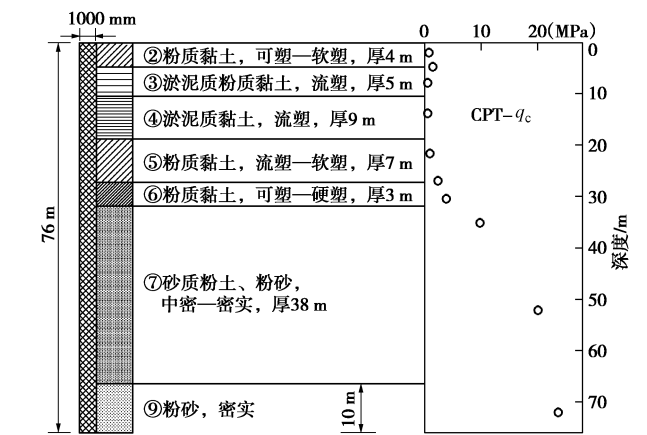 1000 mm
0 10 20(MPa)
②粉质黏土，可塑—软塑，厚4 m
③淤泥质粉质黏土，流塑，厚5 m
④淤泥质黏土，流塑，厚9 m
⑤粉质黏土，流塑—软塑，厚7 m
⑥粉质黏土，可塑—硬塑，厚3 m
⑦砂质粉土、粉砂，
中密—密实，厚38 m
⑨粉砂，密实
76 m
10 m
CPT-qc
0
10
20
30
40
50
60
70
深度/m